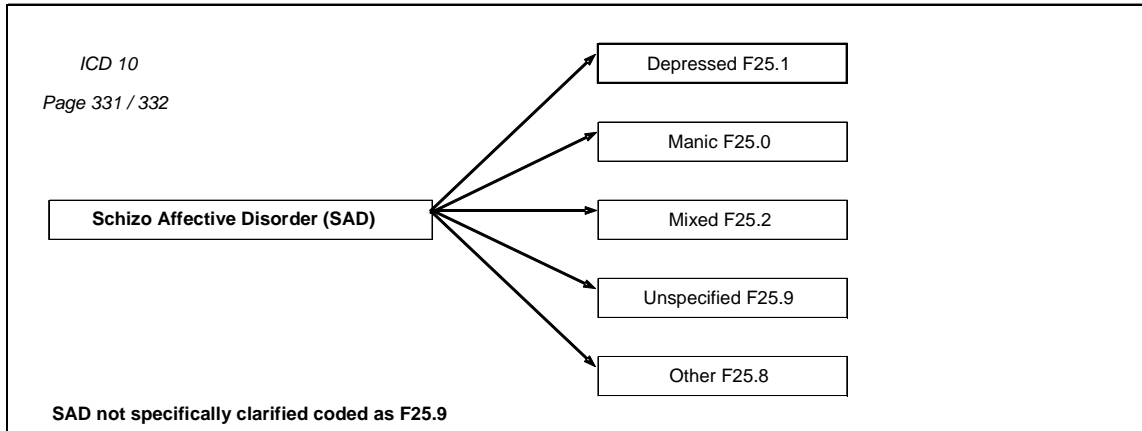 ICD 10
Page 331 / 332
Schizo Affective Disorder (SAD)
Depressed F25.1
Manic F25.0
Mixed F25.2
Unspecified F25.9
Other F25.8
SAD not specifically clarified coded as F25.9